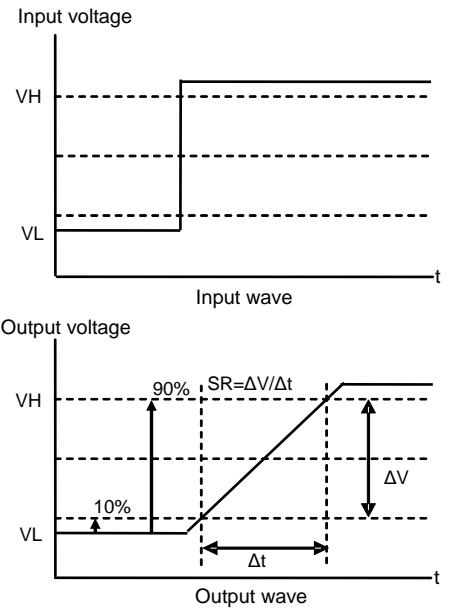 Input voltage
VH
VL
t
Input wave
Output voltage
90%
SR=ΔV/Δt
VH
ΔV
10%
VL
Δt
t
Output wave